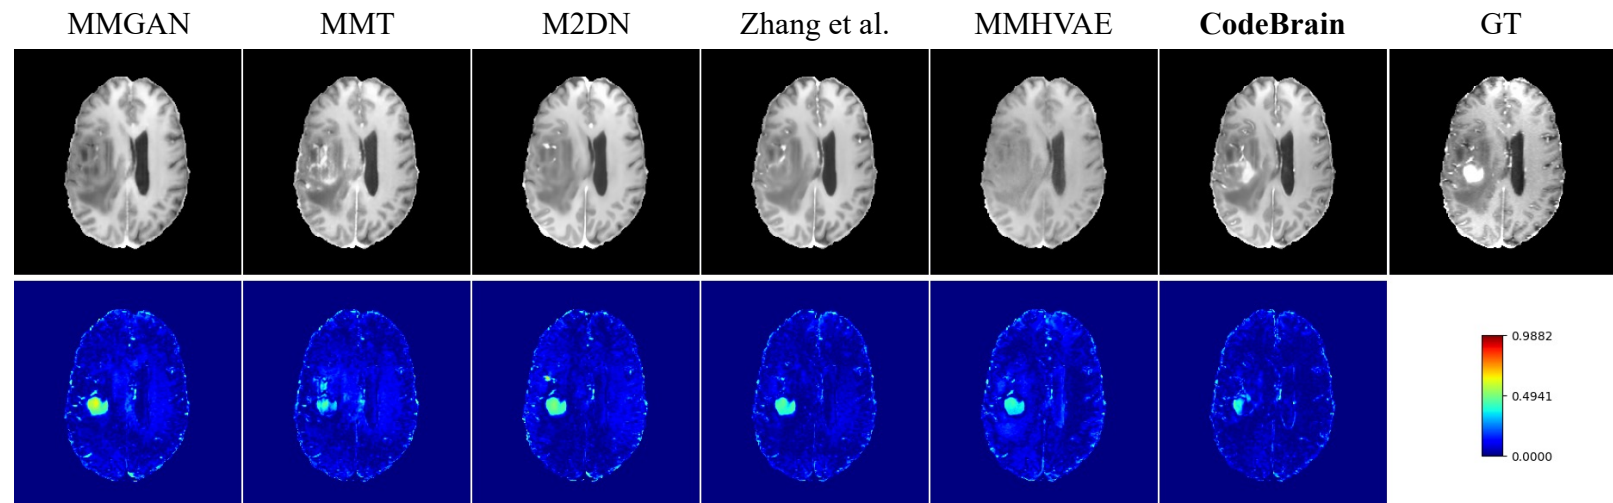 MMGAN MMT M2DN Zhang et al. MMHVAE CodeBrain GT
0.9882
0.4941
0.0000